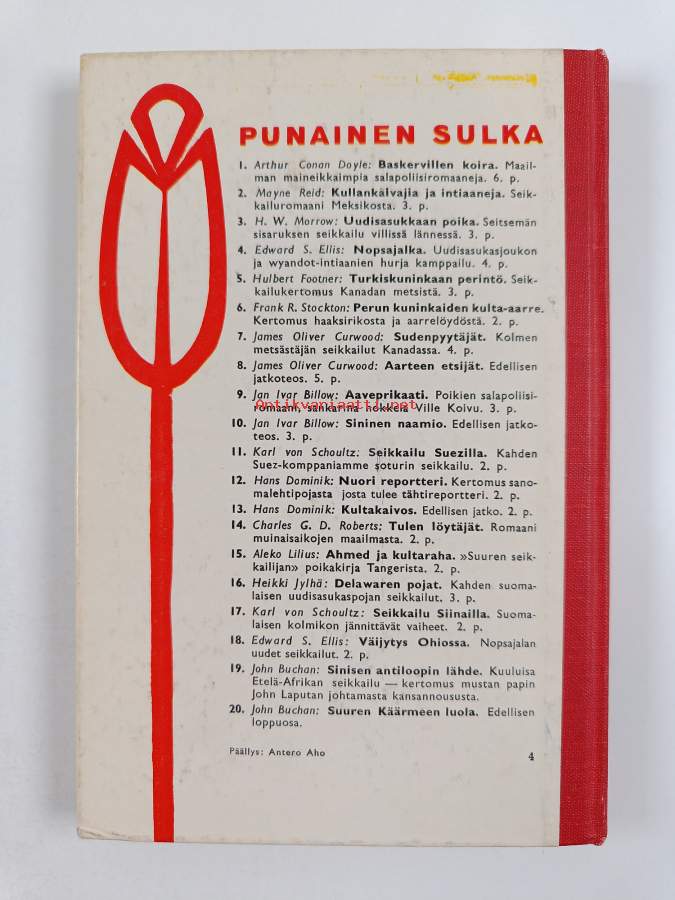 PUNAINEN SULKA
1. Arthur Conan Doyle: Baskervillen koira. Maail-
man maineikkaimpia salapoliisiromaaneja. 6. p.
2. Mayne Reid: Kullankaivajia ja intiaaneja. Seik-
kailuromaani Meksikosta. 3. p.
3. H. W. Morrow: Uudisasukkaan poika. Seitsemän
sisaruksen seikkailu villissä lännessä. 3. p.
4. Edward S. Ellis: Nopsajalka. Uudisasukasjoukon
ja wyandot-intiaanien hurja kamppailu. 4. p.
5. Hulbert Footner: Turkiskuninkaan perintö. Seik-
kailukertomus Kanadan metsistä. 3. p.
6. Frank R. Stockton: Perun kuninkaiden kulta-aarre.
Kertomus haaksirikosta ja aarrelöydöstä. 2. p.
7. James Oliver Curwood: Sudenpyytäjät. Kolmen
metsästäjän seikkailut Kanadassa. 4. p.
8. James Oliver Curwood: Aarteen etsijät. Edellisen
jatkoteos. 5. p.
9. Jan Ivar Billow: Aaveprikaati. Poikien salapoliisi-
Antikvariaatti.net
romaani, sankarina nokkela Ville Koivu. 3. p.
10. Jan Ivar Billow: Sininen naamio. Edellisen jatko-
teos. 3. p.
11. Karl von Schoultz: Seikkailu Suezilla. Kahden
Suez-komppaniamme soturin seikkailu. 2. p.
12. Hans Dominik: Nuori reportteri. Kertomus sano-
malehtipojasta josta tulee tähtireportteri. 2. p.
13. Hans Dominik: Kultakaivos. Edellisen jatko. 2. p.
14. Charles G. D. Roberts: Tulen löytäjät. Romaani
muinaisaikojen maailmasta. 2. p.
15. Aleko Lilius: Ahmed ja kultaraha. »Suuren seik-
kailijan» poikakirja Tangerista. 2. p.
16. Heikki Jylhä: Delawaren pojat. Kahden suoma-
laisen uudisasukaspojan seikkailut. 3. p.
17. Karl von Schoultz: Seikkailu Siinailla. Suoma-
laisen kolmikon jännittävät vaiheet. 2. p.
18. Edward S. Ellis: Väijytys Ohiossa. Nopsajalan
uudet seikkailut. 2. p.
19. John Buchan: Sinisen antiloopin lähde. Kuuluisa
Etelä-Afrikan seikkailu — kertomus mustan papin
John Laputan johtamasta kansannoususta.
20. John Buchan: Suuren Käärmeen luola. Edellisen
loppuosa.
Päällys: Antero Aho
4